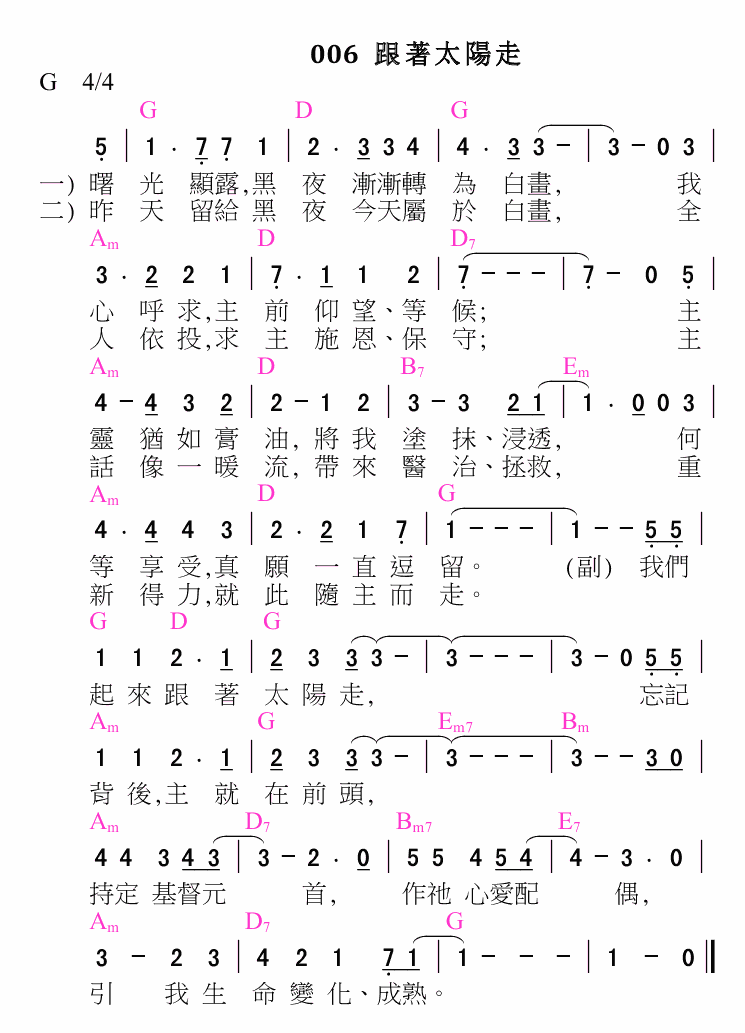 006 跟著太陽走
G 4/4
G D G
5 | 1 · 7 7 1 | 2 · 3 3 4 | 4 · 3 3 – | 3 – 0 3 |
一) 曙 光 顯露,黑 夜 漸漸轉 為 白晝, 我
二) 昨 天 留給 黑 夜 今天屬 於 白晝, 全
Am D D7
3 · 2 2 1 | 7 · 1 1 2 | 7 – – – | 7 – 0 5 |
心 呼 求,主 前 仰 望、等 候; 主
人 依 投,求 主 施 恩、保 守; 主
Am D B7 Em
4 – 4 3 2 | 2 – 1 2 | 3 – 3 2 1 | 1 · 0 0 3 |
靈 猶 如 膏 油, 將 我 塗 抹、浸透, 何
話 像 一 暖 流, 帶 來 醫 治、拯救, 重
Am D G
4 · 4 4 3 | 2 · 2 1 7 | 1 – – – | 1 – – 5 5 |
等 享 受,真 願 一 直 逗 留。 (副) 我們
新 得 力,就 此 隨 主 而 走。
G D G
1 1 2 · 1 | 2 3 3 3 – | 3 – – – | 3 – 0 5 5 |
起 來 跟 著 太 陽 走, 忘記
Am G Em7 Bm
1 1 2 · 1 | 2 3 3 3 – | 3 – – – | 3 – – 3 0 |
背 後,主 就 在 前 頭,
Am D7 Bm7 E7
4 4 3 4 3 | 3 – 2 · 0 | 5 5 4 5 4 | 4 – 3 · 0 |
持定 基督元 首, 作祂 心愛配 偶,
Am D7 G
3 – 2 3 | 4 2 1 7 1 | 1 – – – | 1 – 0 ‖
引 我 生 命 變 化、成熟。